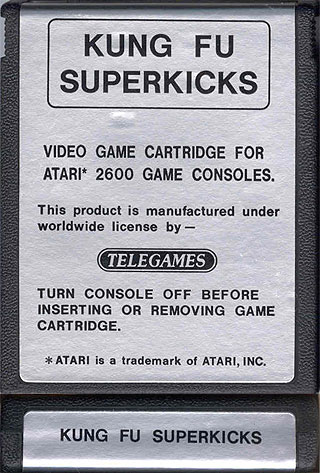 KUNG FU
SUPERKICKS
VIDEO GAME CARTRIDGE FOR
ATARI* 2600 GAME CONSOLES.
This product is manufactured under
worldwide license by —
TELEGAMES
TURN CONSOLE OFF BEFORE
INSERTING OR REMOVING GAME
CARTRIDGE.
*ATARI is a trademark of ATARI, INC.
KUNG FU SUPERKICKS